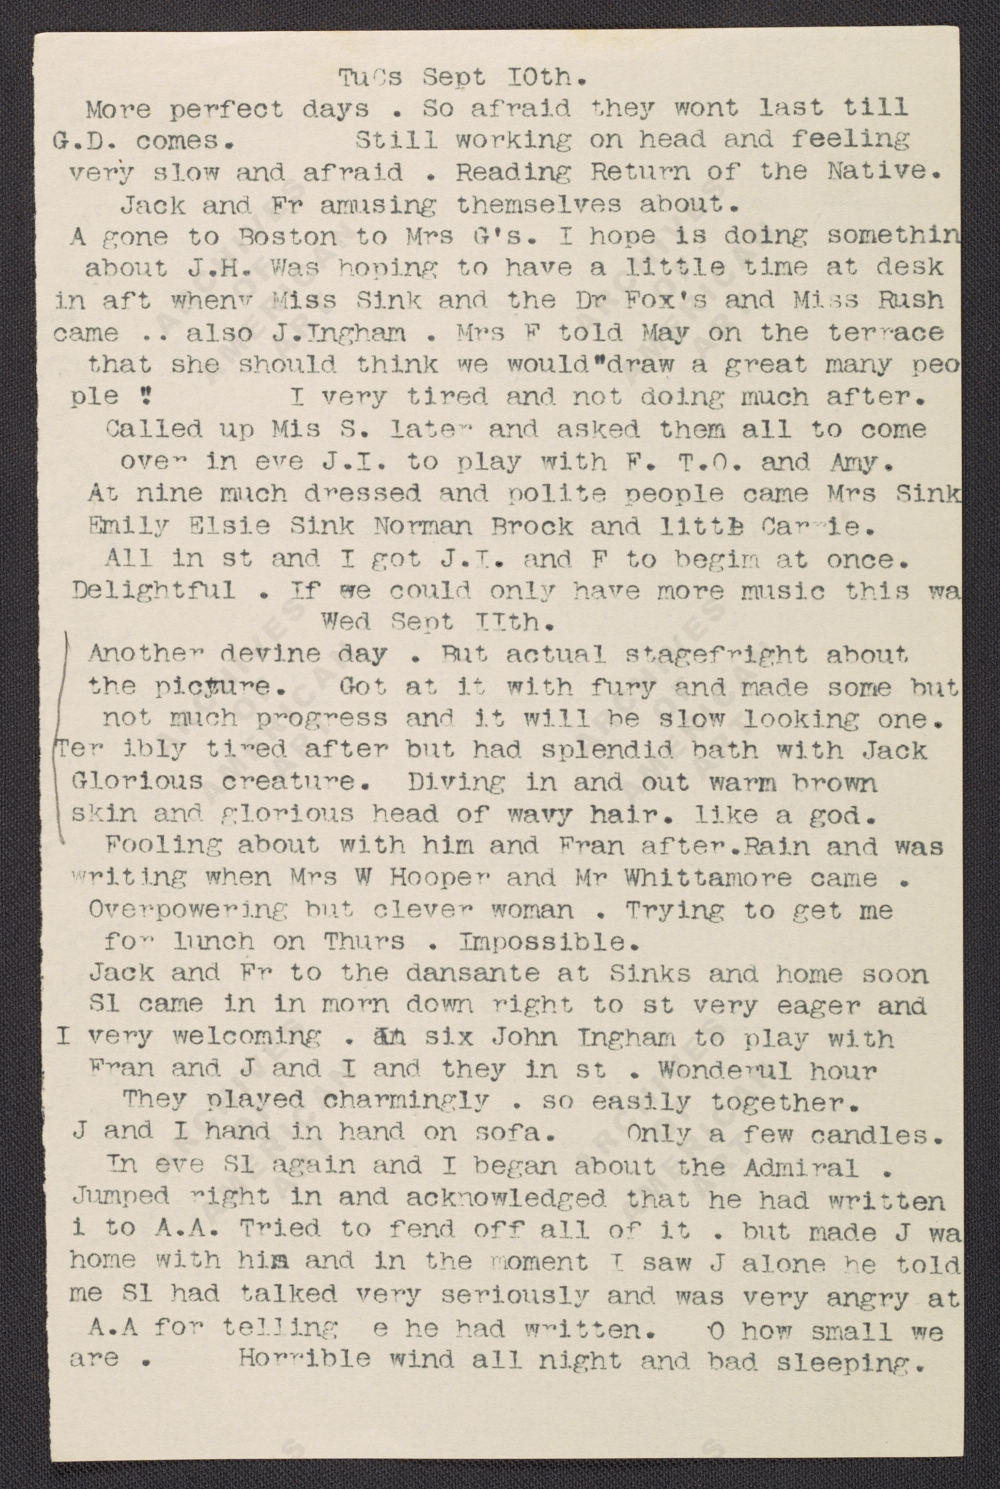 Tues Sept IOth.
More perfect days . So afraid they wont last till
G.D. comes. Still working on head and feeling
very slow and afraid . Reading Return of the Native.
Jack and Fr amusing themselves about.
A gone to Boston to Mrs G's. I hope is doing somethin
about J.H. Was hoping to have a little time at desk
in aft whenv Miss Sink and the Dr Fox's and Miss Rush
came .. also J.Ingham . Mrs F told May on the terrace
that she should think we would"draw a great many peo
ple "! I very tired and not doing much after.
Called up Mis S. later and asked them all to come
over in eve J.I. to play with F. T.O. and Amy.
At nine much dressed and polite people came Mrs Sink
Emily Elsie Sink Norman Brock and little Carrie.
All in st and I got J.I. and F to begin at once.
Delightful . If we could only have more music this wa
Wed Sept IIth.
Another devine day . But actual stagefright about
the picture. Got at it with fury and made some but
not much progress and it will be slow looking one.
Ter ibly tired after but had splendid bath with Jack
Glorious creature. Diving in and out warm brown
skin and glorious head of wavy hair. like a god.
Fooling about with him and Fran after.Rain and was
writing when Mrs W Hooper and Mr Whittamore came .
Overpowering but clever woman . Trying to get me
for lunch on Thurs . Impossible.
Jack and Fr to the dansante at Sinks and home soon
Sl came in in morn down right to st very eager and
I very welcoming . At six John Ingham to play with
Fran and J and I and they in st . Wonderul hour
They played charmingly . so easily together.
J and I hand in hand on sofa. Only a few candles.
In eve Sl again and I began about the Admiral .
Jumped right in and acknowledged that he had written
i to A.A. Tried to fend off all of it . but made J wa
home with him and in the moment I saw J alone he told
me Sl had talked very seriously and was very angry at
A.A for telling e he had written. O how small we
are . Horrible wind all night and bad sleeping.
ARCHIVES OF AMERICAN ART